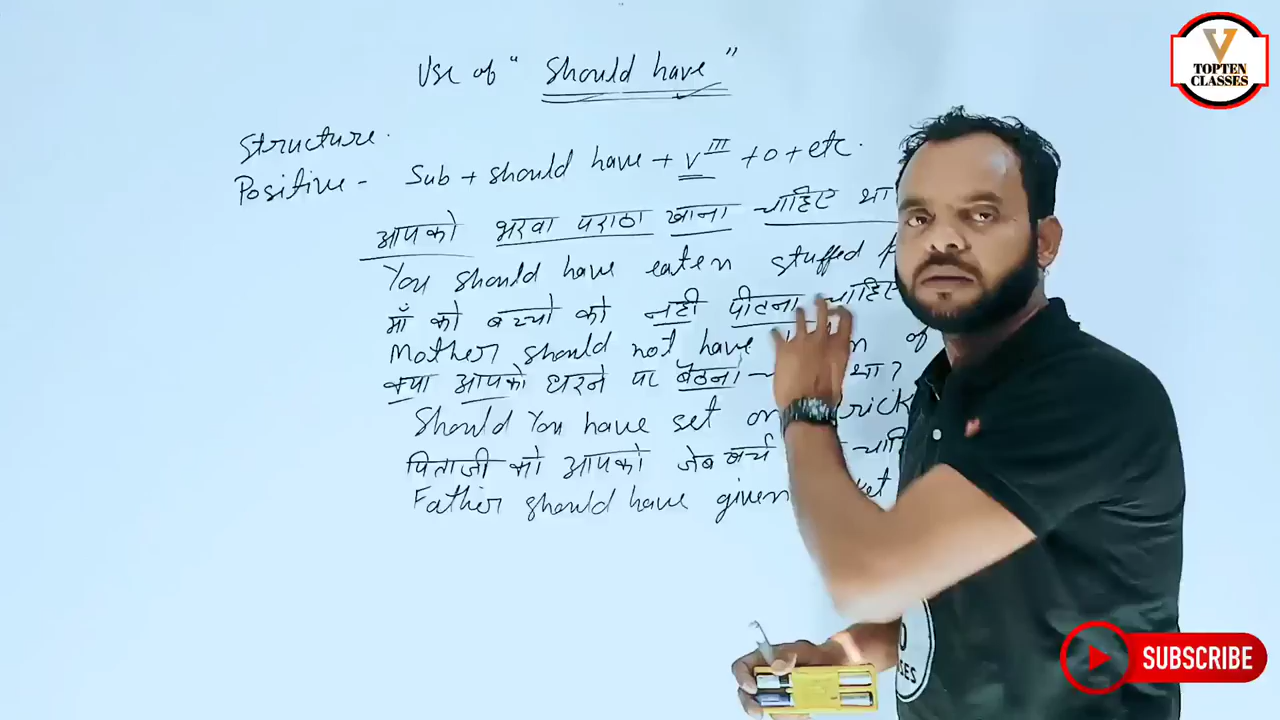 Use of "Should have"
Structure.
Positive - Sub + should have + V III + o + etc.
आपको भरवा पराठा खाना चाहिए था
You should have eaten stuffed
माँ को बच्चो को नही पीटना चाहिए
Mother should not have of
क्या आपको धरने पर बैठना था?
Should You have set on
पिताजी को आपको जेब खर्च
Father should have given
V
TOPTEN
CLASSES
SUBSCRIBE